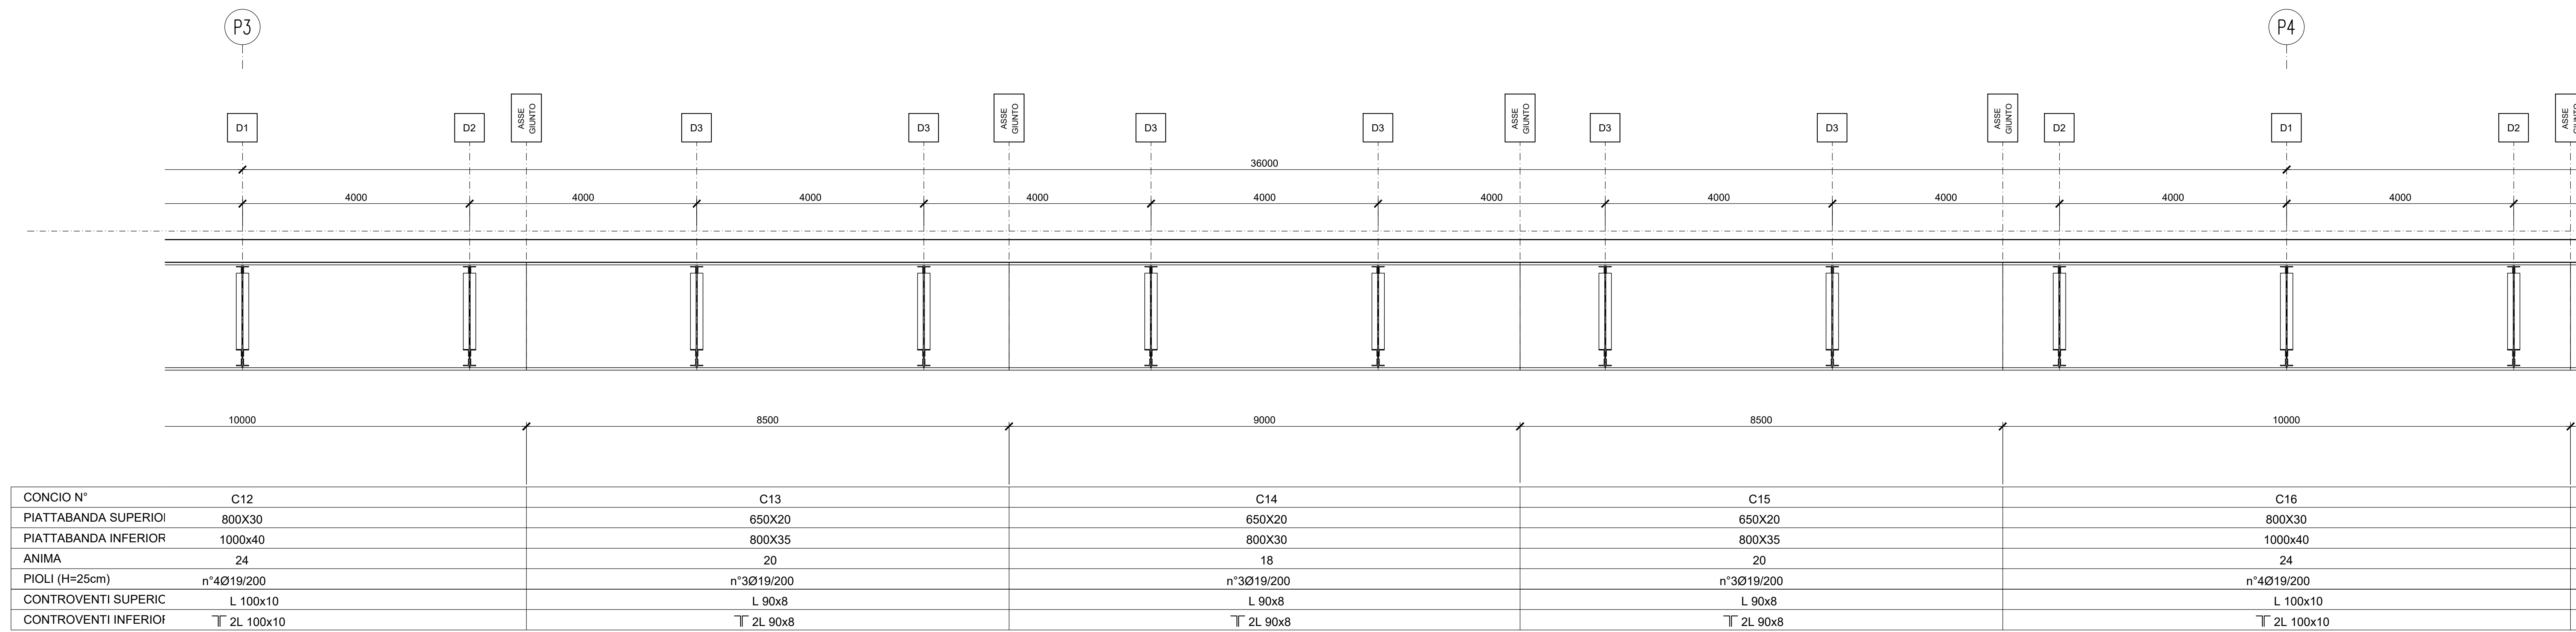 P3 P4
D1 D2 ASSE GIUNTO D3 D3 ASSE GIUNTO D3 D3 ASSE GIUNTO D3 D3 ASSE GIUNTO D2 D1 D2 ASSE
36000
4000 4000 4000 4000 4000 4000 4000 4000 4000 4000
10000 8500 9000 8500 10000
CONCIO N° C12 C13 C14 C15 C16
PIATTABANDA SUPERIO 800X30 650X20 650X20 650X20 800X30
PIATTABANDA INFERIOR 1000x40 800X35 800X30 800X35 1000x40
ANIMA 24 20 18 20 24
PIOLI (H=25cm) n°4Ø19/200 n°3Ø19/200 n°3Ø19/200 n°3Ø19/200 n°4Ø19/200
CONTROVENTI SUPERIO L 100x10 L 90x8 L 90x8 L 90x8 L 100x10
CONTROVENTI INFERIO 2L 100x10 2L 90x8 2L 90x8 2L 90x8 2L 100x10